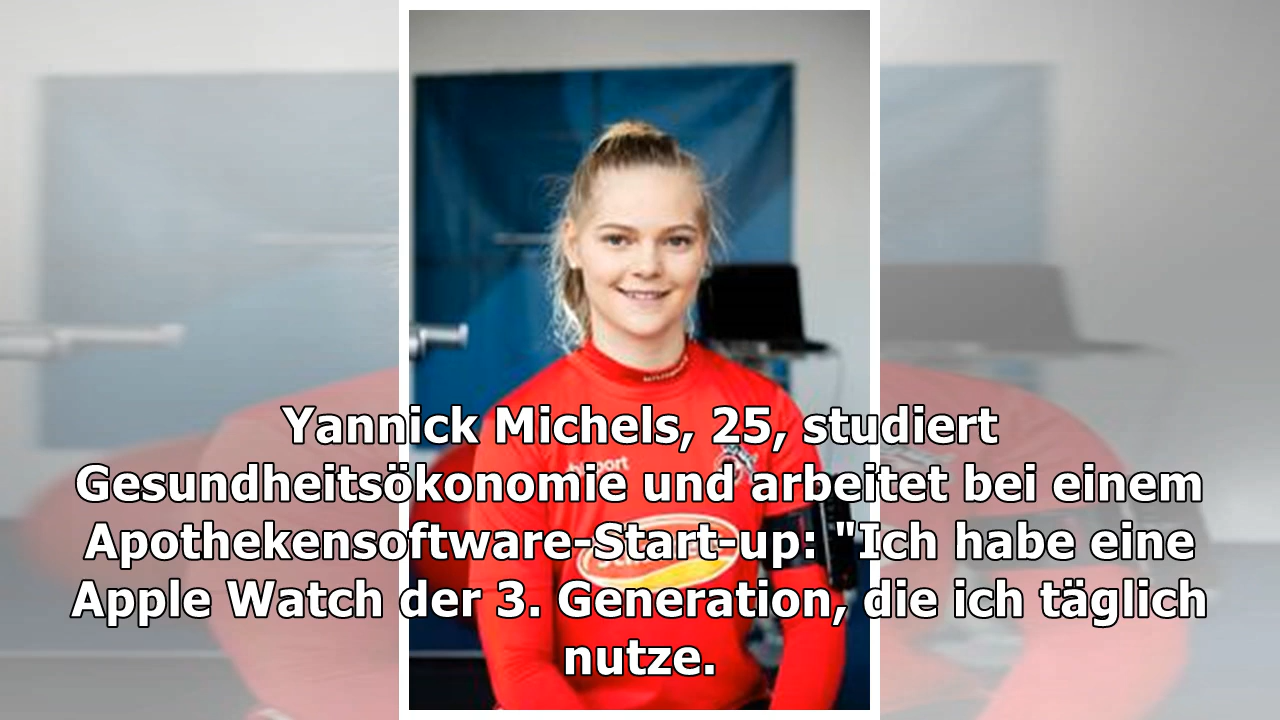 Yannick Michels, 25, studiert
Gesundheitsökonomie und arbeitet bei einem
Apothekensoftware-Start-up: "Ich habe eine
Apple Watch der 3. Generation, die ich täglich
nutze.